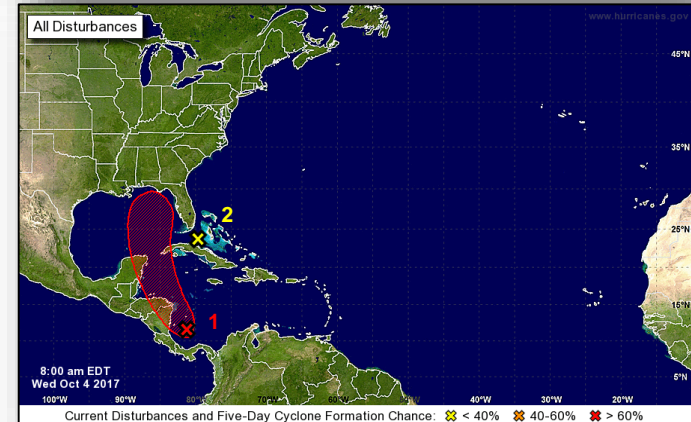 All Disturbances
www.hurricanes.gov
45°N
35°N
2
25°N
15°N
1
8:00 am EDT
Wed Oct 4 2017
5°N
100°W 90°W 80°W 70°W 60°W 50°W 40°W 30°W 20°W
Current Disturbances and Five-Day Cyclone Formation Chance: < 40% 40-60% > 60%